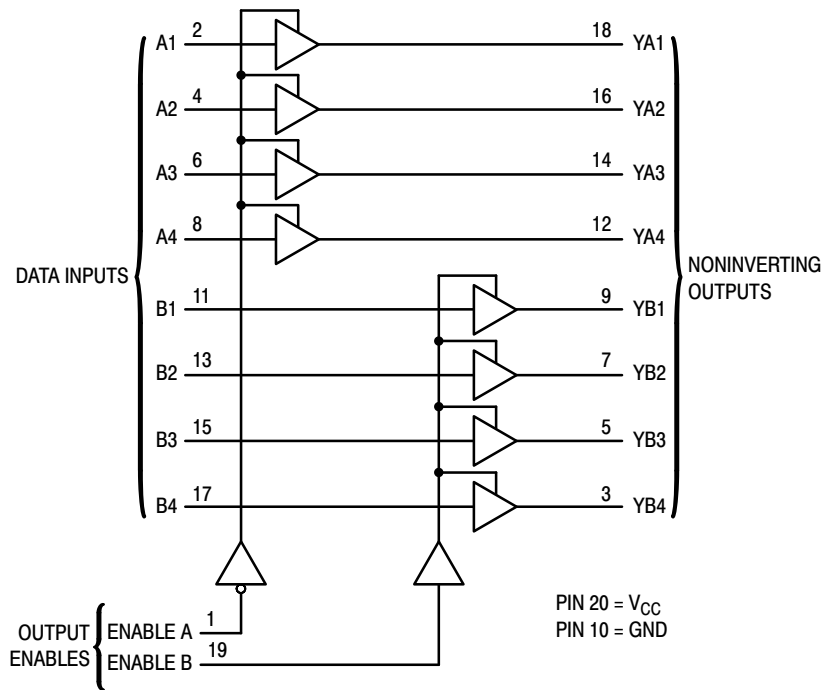 A1 2 18 YA1
A2 4 16 YA2
A3 6 14 YA3
A4 8 12 YA4
DATA INPUTS
NONINVERTING
OUTPUTS
B1 11 9 YB1
B2 13 7 YB2
B3 15 5 YB3
B4 17 3 YB4
OUTPUT
ENABLES
ENABLE A 1
ENABLE B 19
PIN 20 = VCC
PIN 10 = GND